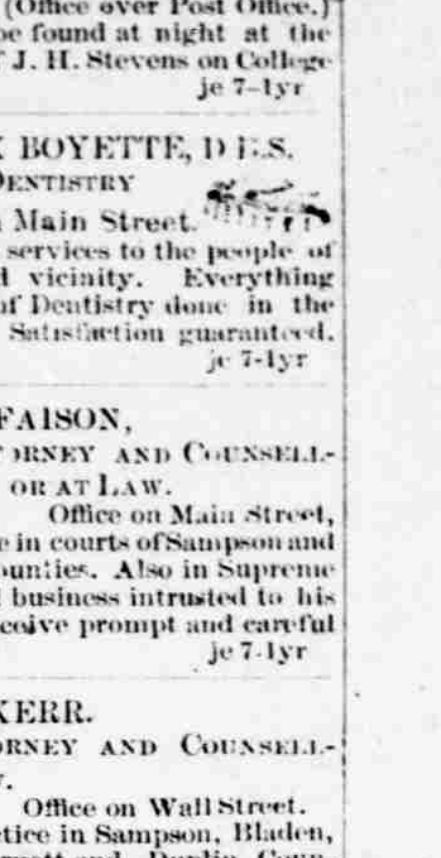 (Office over Post Office.)
be found at night at the
J. H. Stevens on College
je 7-1yr
BOYETTE, D D.S.
DENTISTRY
Main Street.
services to the people of
vicinity. Everything
of Dentistry done in the
Satisfaction guaranteed.
je 7-1yr
FAISON,
ORNEY AND COUNSELL-
OR AT LAW.
Office on Main Street,
e in courts of Sampson and
ounties. Also in Supreme
business intrusted to his
ceive prompt and careful
je 7-1yr
KERR.
ORNEY AND COUNSELL-
Office on Wall Street.
tice in Sampson, Bladen,
and Duplin Coun-